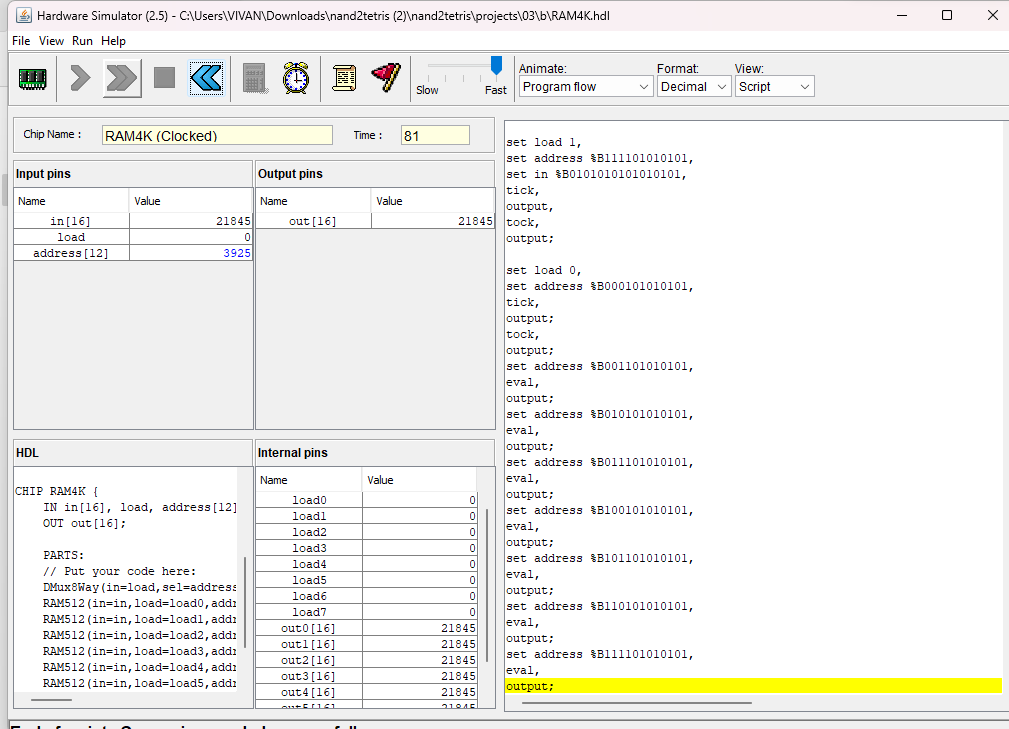 Hardware Simulator (2.5) - C:\Users\VIVAN\Downloads\nand2tetris (2)\nand2tetris\projects\03\b\RAM4K.hdl
File View Run Help
Slow Fast
Animate: Format: View:
Program flow Decimal Script
Chip Name : RAM4K (Clocked) Time : 81
Input pins
Name Value
in[16] 21845
load 0
address[12] 3925
Output pins
Name Value
out[16] 21845
HDL
CHIP RAM4K {
IN in[16], load, address[12]
OUT out[16];
PARTS:
// Put your code here:
DMux8Way(in=load,sel=address
RAM512(in=in,load=load0,addr
RAM512(in=in,load=load1,addr
RAM512(in=in,load=load2,addr
RAM512(in=in,load=load3,addr
RAM512(in=in,load=load4,addr
RAM512(in=in,load=load5,addr
Internal pins
Name Value
load0 0
load1 0
load2 0
load3 0
load4 0
load5 0
load6 0
load7 0
out0[16] 21845
out1[16] 21845
out2[16] 21845
out3[16] 21845
out4[16] 21845
out5[16] 21845
set load 1,
set address %B111101010101,
set in %B0101010101010101,
tick,
output,
tock,
output;
set load 0,
set address %B000101010101,
tick,
output;
tock,
output;
set address %B001101010101,
eval,
output;
set address %B010101010101,
eval,
output;
set address %B011101010101,
eval,
output;
set address %B100101010101,
eval,
output;
set address %B101101010101,
eval,
output;
set address %B110101010101,
eval,
output;
set address %B111101010101,
eval,
output;